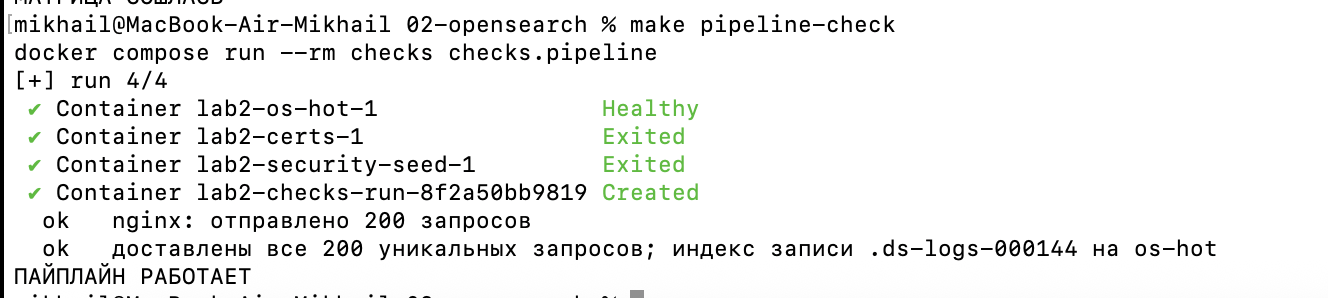 МАТРИЦА СОШЛАСЬ
[mikhail@MacBook-Air-Mikhail 02-opensearch % make pipeline-check
docker compose run --rm checks checks.pipeline
[+] run 4/4
✔ Container lab2-os-hot-1 Healthy
✔ Container lab2-certs-1 Exited
✔ Container lab2-security-seed-1 Exited
✔ Container lab2-checks-run-8f2a50bb9819 Created
ok nginx: отправлено 200 запросов
ok доставлены все 200 уникальных запросов; индекс записи .ds-logs-000144 на os-hot
ПАЙПЛАЙН РАБОТАЕТ